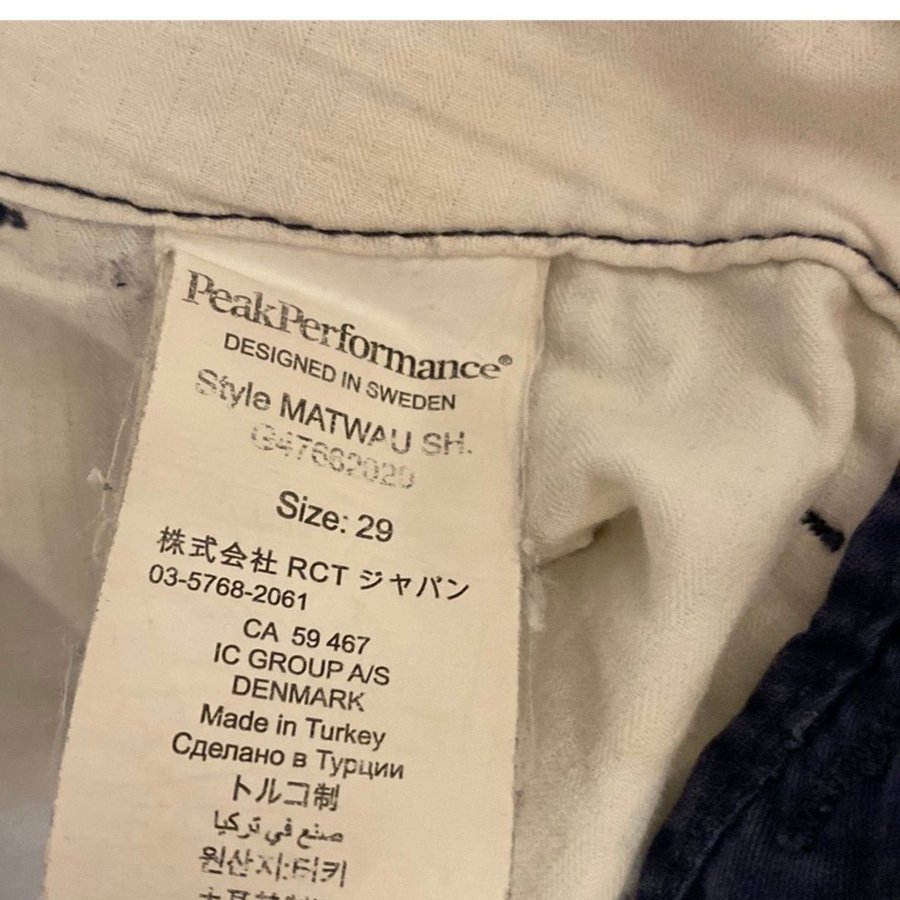 PeakPerformance®
DESIGNED IN SWEDEN
Style MATWAU SH.
G47662020
Size: 29
株式会社 RCT ジャパン
03-5768-2061
CA 59 467
IC GROUP A/S
DENMARK
Made in Turkey
Сделано в Турции
トルコ制
صنع في تركيا
원산지:터키